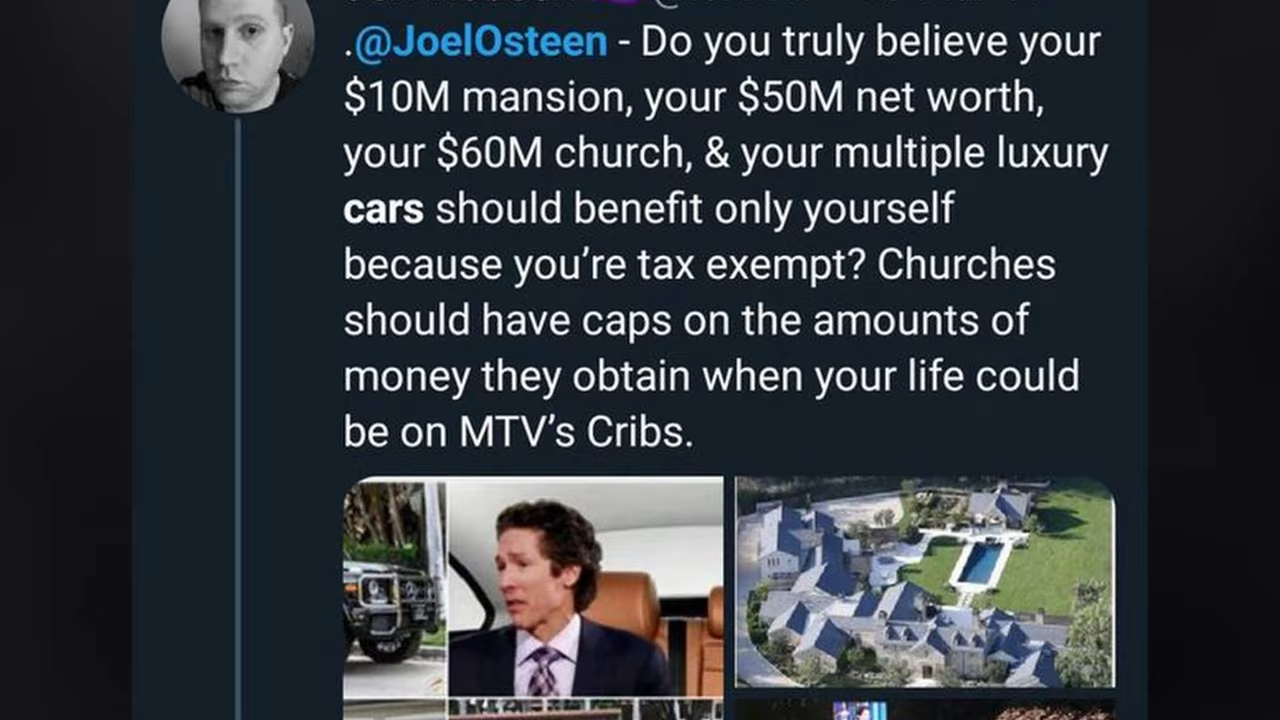 .@JoelOsteen - Do you truly believe your
$10M mansion, your $50M net worth,
your $60M church, & your multiple luxury
cars should benefit only yourself
because you’re tax exempt? Churches
should have caps on the amounts of
money they obtain when your life could
be on MTV’s Cribs.